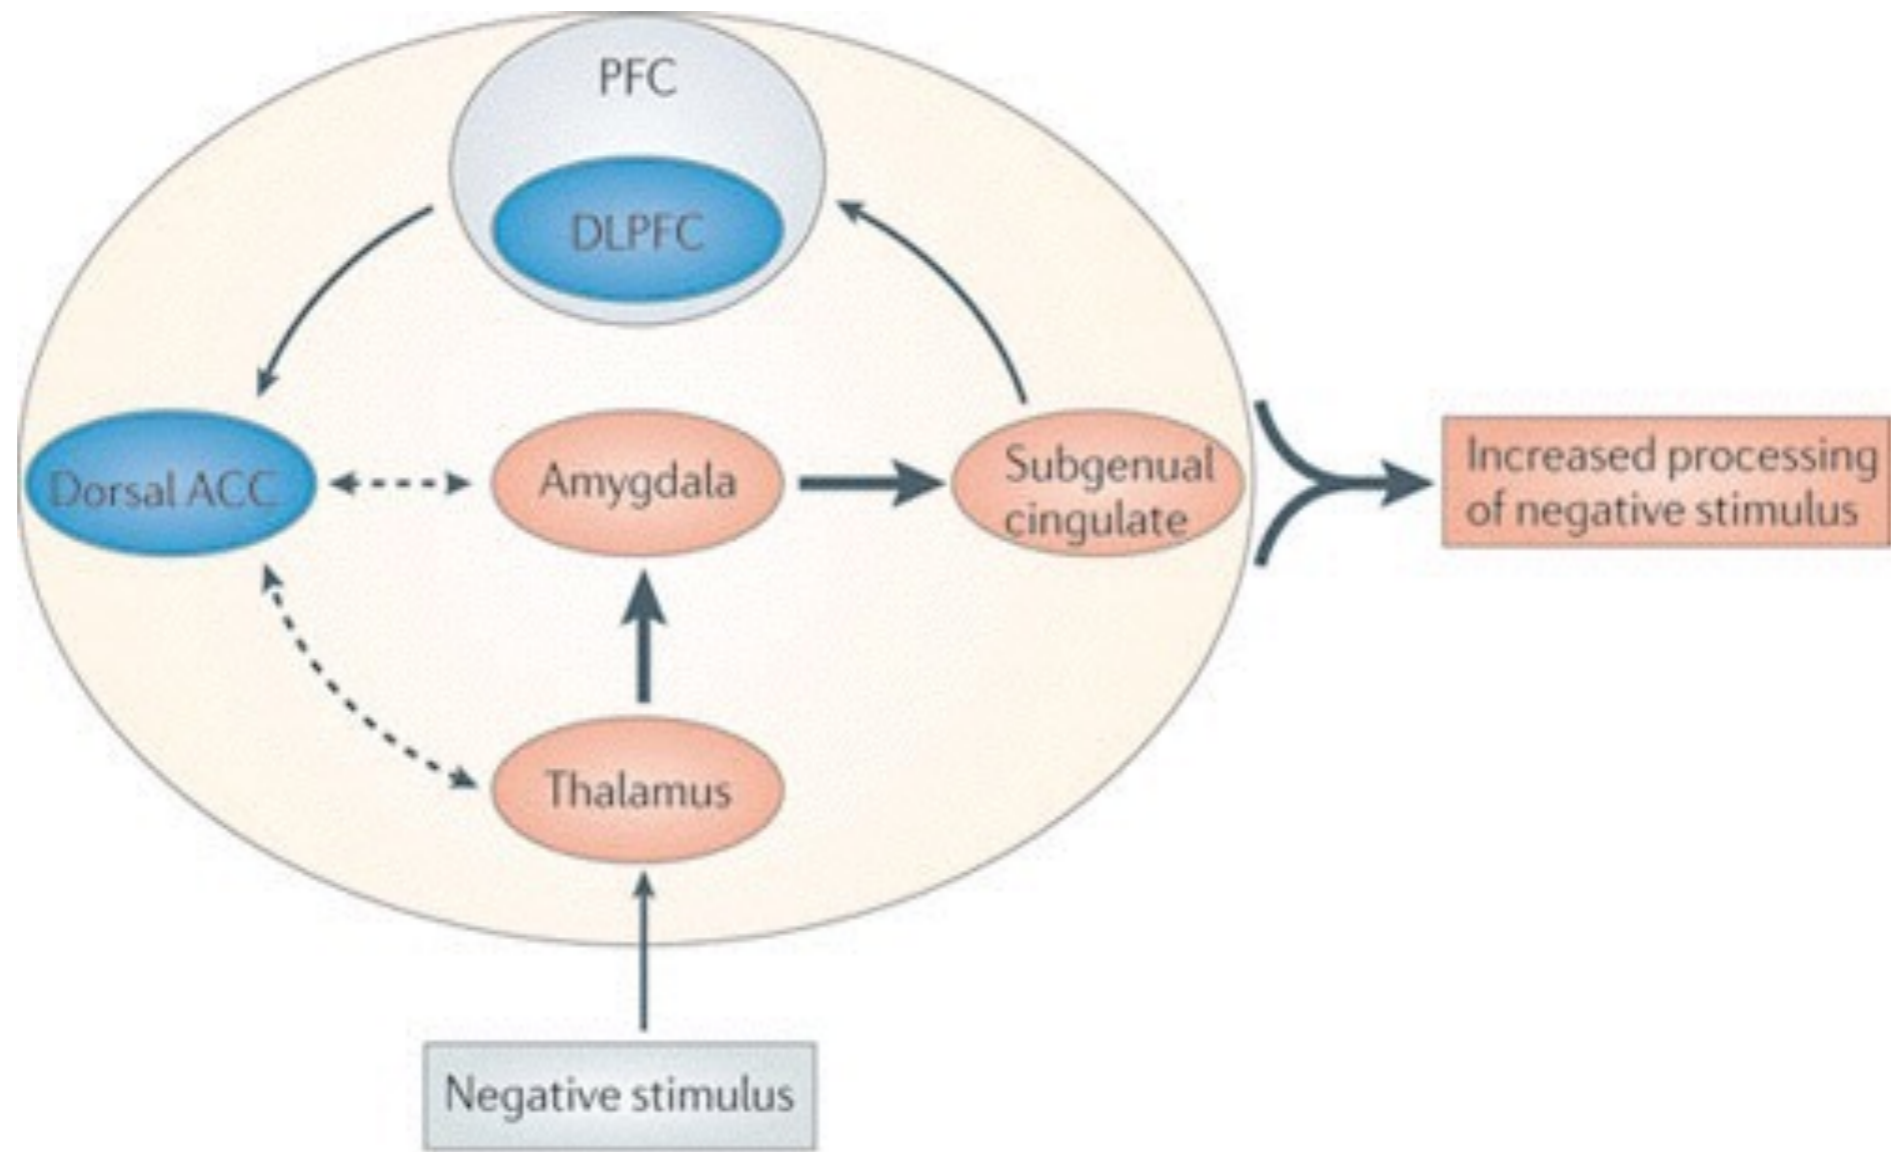 PFC
DLPFC
Dorsal ACC
Amygdala
Subgenual
cingulate
Increased processing
of negative stimulus
Thalamus
Negative stimulus